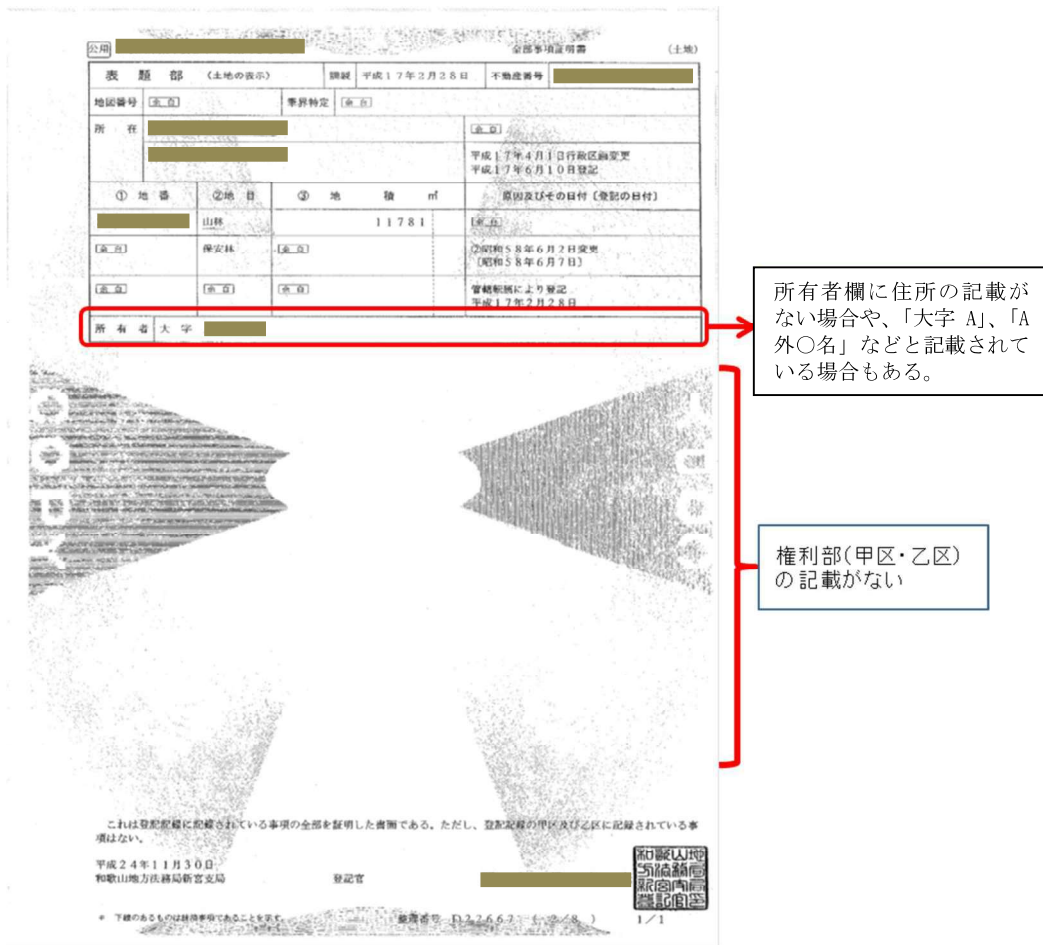 公用
全部事項証明書 (土地)
表 題 部 (土地の表示) 調製 平成17年2月28日 不動産番号
地図番号 余白 筆界特定 余白
所 在 余白
平成17年4月1日行政区画変更
平成17年6月10日登記
① 地 番 ②地 目 ③ 地 積 ㎡ 原因及びその日付〔登記の日付〕
山林 11781 余白
余白 保安林 余白 ②昭和58年6月2日変更
〔昭和58年6月7日〕
余白 余白 余白 管轄転属により登記
平成17年2月28日
所 有 者 大 字
所有者欄に住所の記載が
ない場合や、「大字 A」、「A
外〇名」などと記載されて
いる場合もある。
COPY
権利部(甲区・乙区)
の記載がない
これは登記記録に記録されている事項の全部を証明した書面である。ただし、登記記録の甲区及び乙区に記録されている事
項はない。
平成24年11月30日
和歌山地方法務局新宮支局 登記官
* 下線のあるものは抹消事項であることを示す。 整理番号 D22667 ( 2/8 ) 1/1